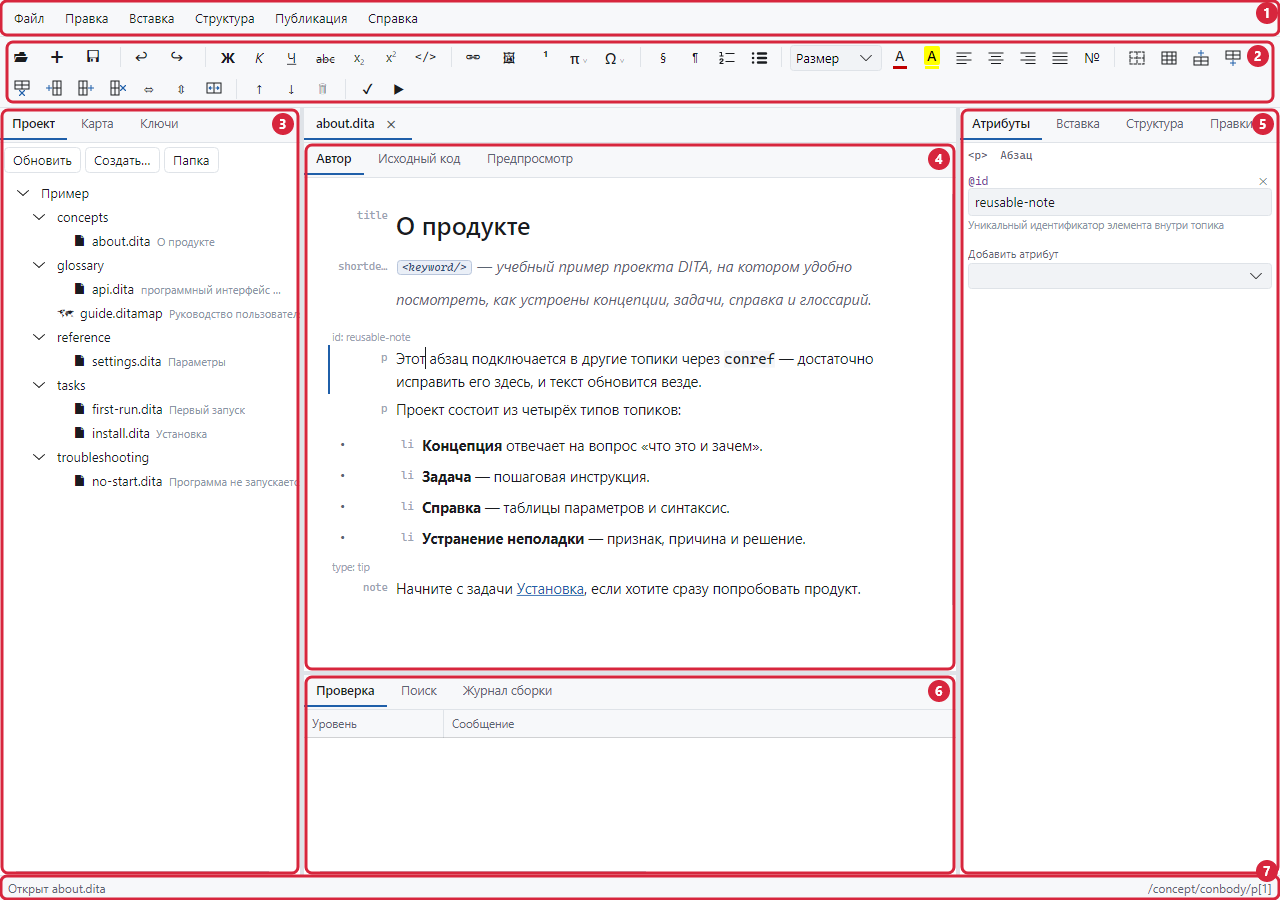 Файл Правка Вставка Структура Публикация Справка 1
Ж К Ч abc x₂ x² </> 1 π Ω § ¶ Размер A A № 2
Проект Карта Ключи 3
Обновить Создать... Папка
Пример
concepts
about.dita О продукте
glossary
api.dita программный интерфейс ...
guide.ditamap Руководство пользовател
reference
settings.dita Параметры
tasks
first-run.dita Первый запуск
install.dita Установка
troubleshooting
no-start.dita Программа не запускаетс
about.dita ×
Автор Исходный код Предпросмотр 4
title О продукте
shortde… <keyword/> — учебный пример проекта DITA, на котором удобно
посмотреть, как устроены концепции, задачи, справка и глоссарий.
id: reusable-note
p Этот абзац подключается в другие топики через conref — достаточно
исправить его здесь, и текст обновится везде.
p Проект состоит из четырёх типов топиков:
• li Концепция отвечает на вопрос «что это и зачем».
• li Задача — пошаговая инструкция.
• li Справка — таблицы параметров и синтаксис.
• li Устранение неполадки — признак, причина и решение.
type: tip
note Начните с задачи Установка, если хотите сразу попробовать продукт.
Атрибуты Вставка Структура Правки 5
<p> Абзац
@id ×
reusable-note
Уникальный идентификатор элемента внутри топика
Добавить атрибут
Проверка Поиск Журнал сборки 6
Уровень Сообщение
7
Открыт about.dita /concept/conbody/p[1]